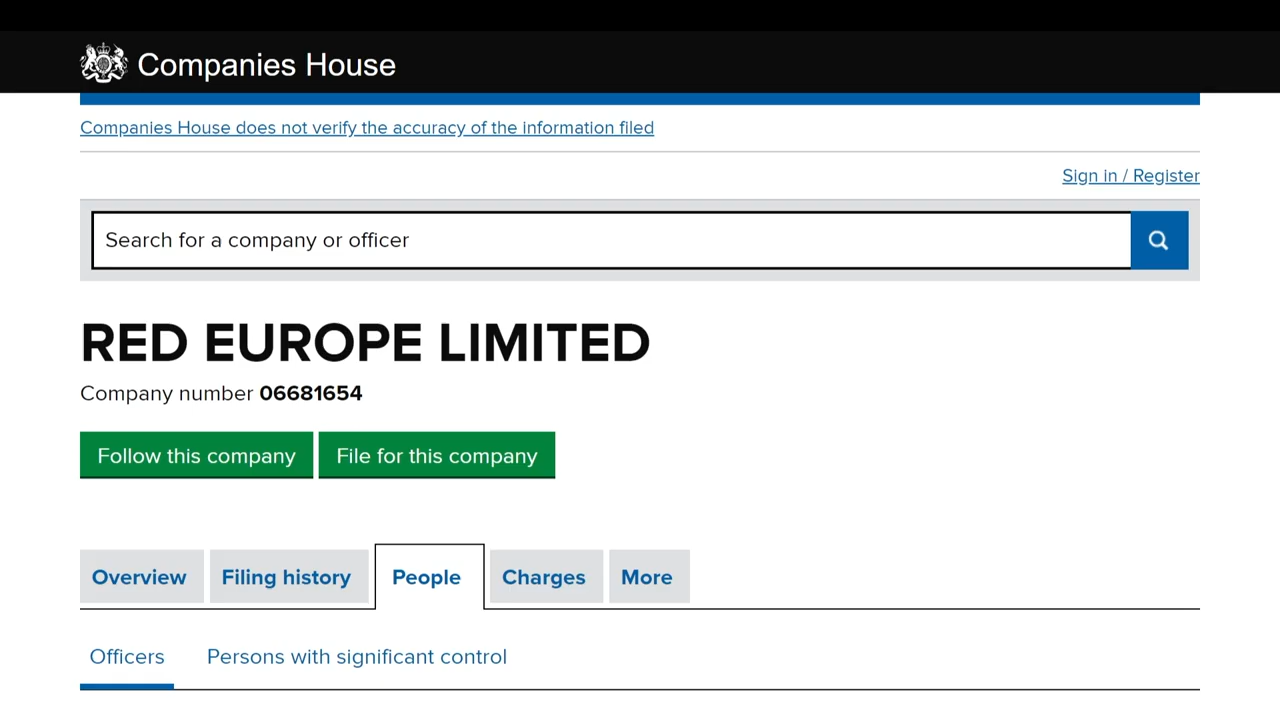 Companies House
Companies House does not verify the accuracy of the information filed
Sign in / Register
Search for a company or officer
RED EUROPE LIMITED
Company number 06681654
Follow this company File for this company
Overview Filing history People Charges More
Officers Persons with significant control